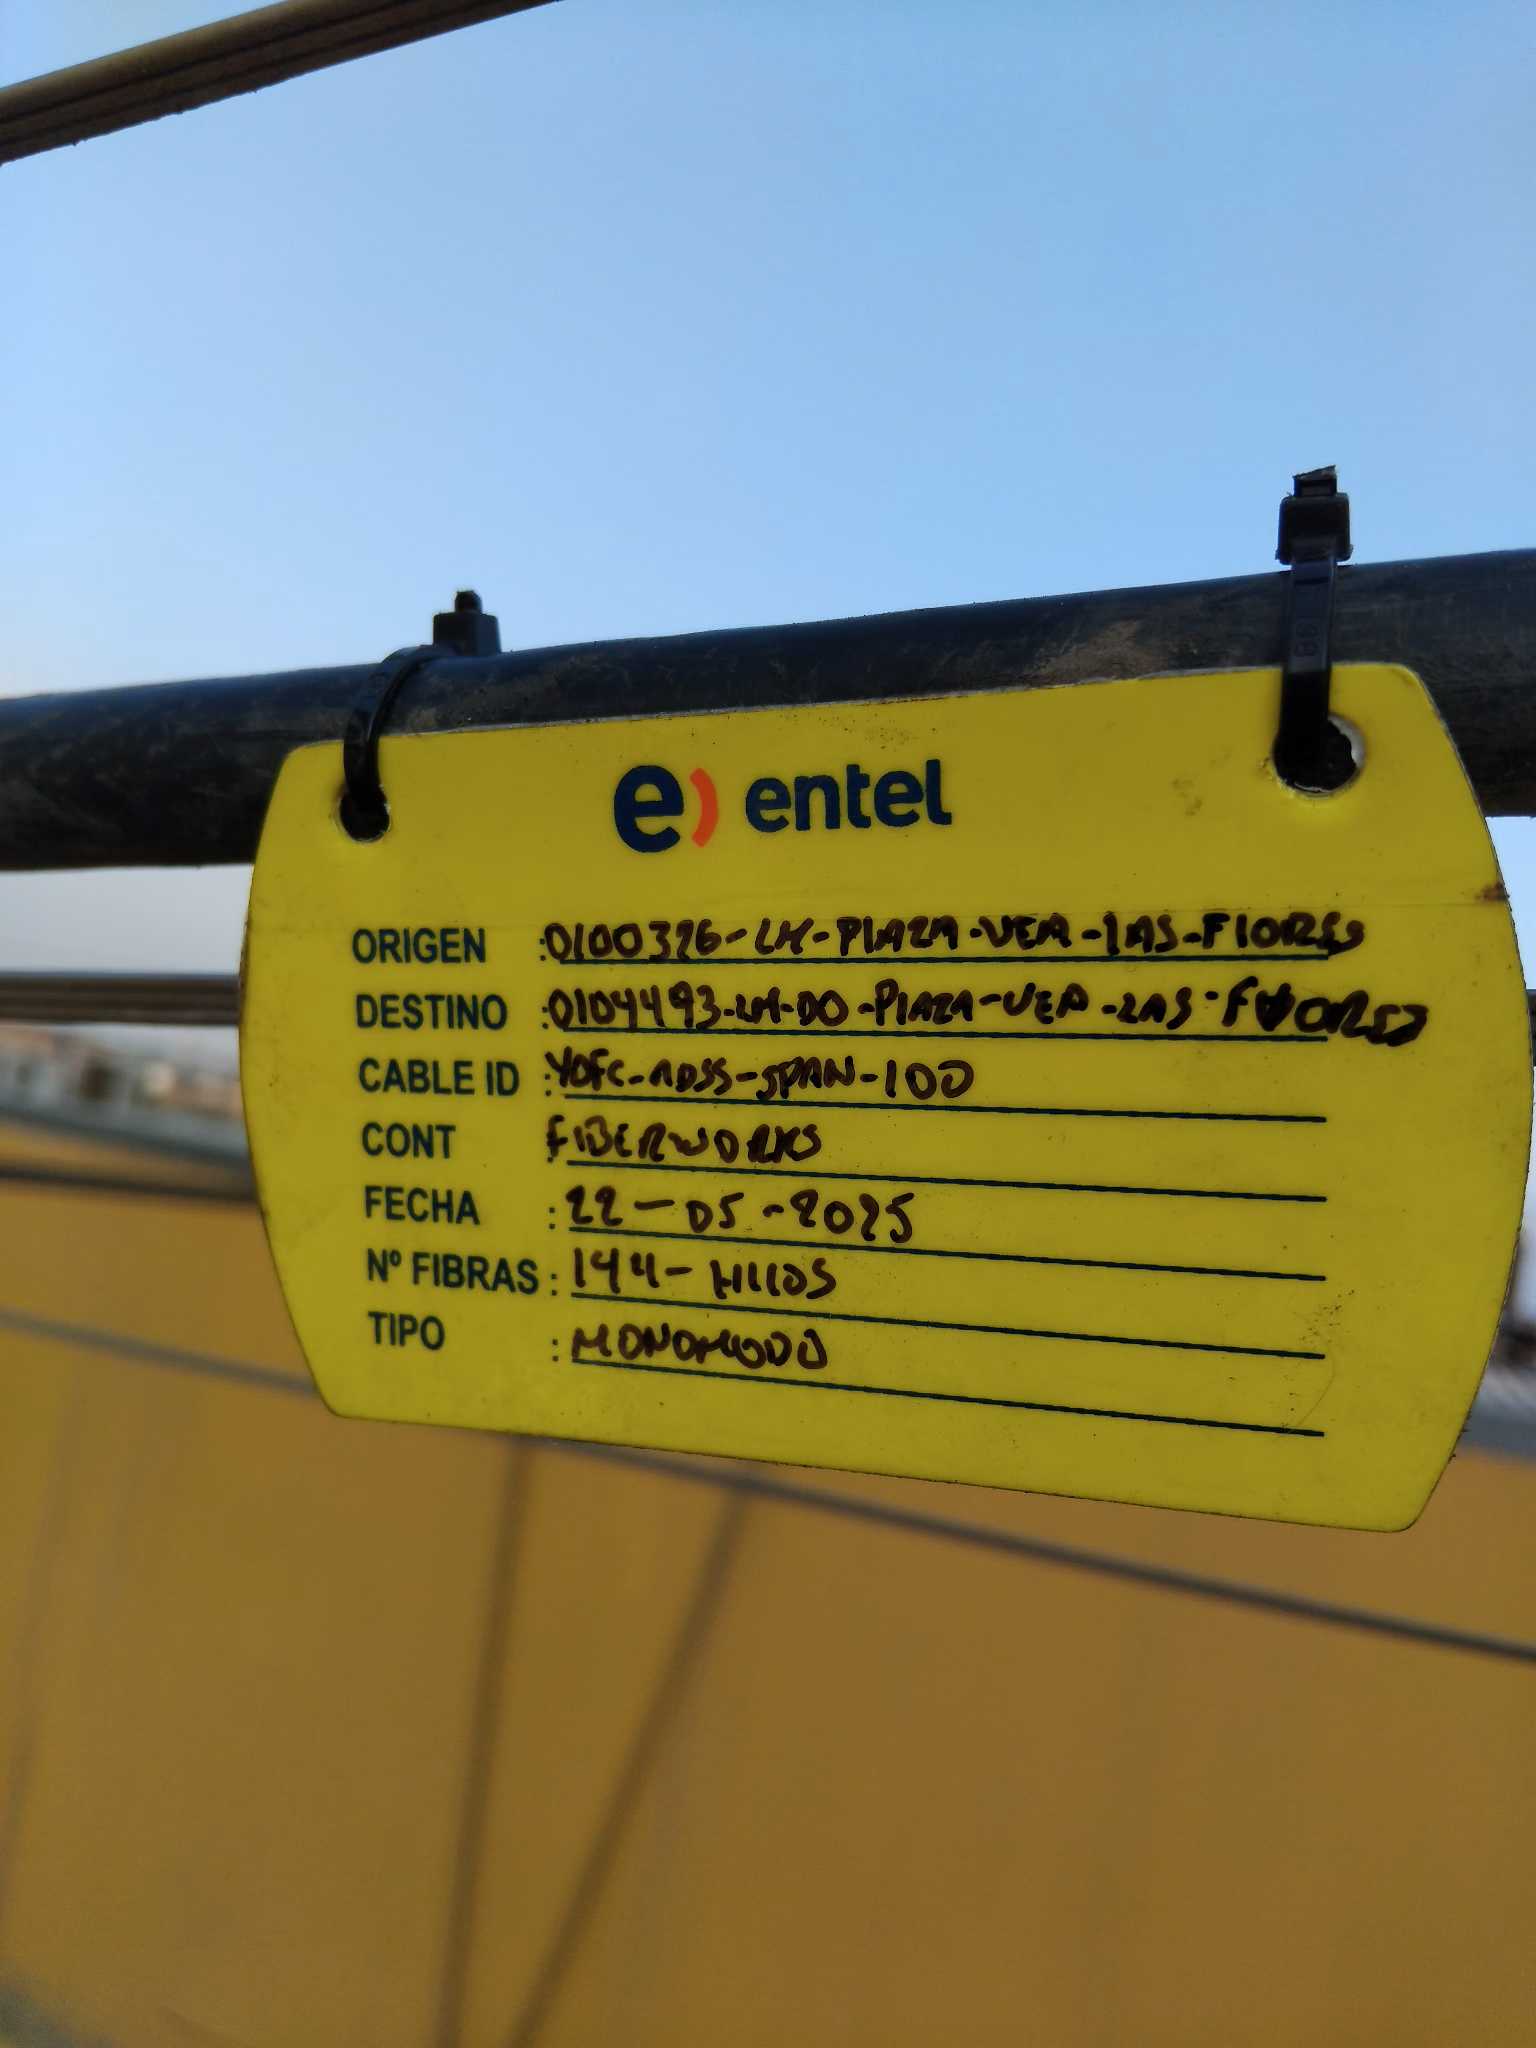 e) entel
ORIGEN :0100326-LM-PLAZA-VEA-LAS-FLORES
DESTINO :0104493-LM-DO-PLAZA-VEA-LAS-FLORES
CABLE ID :YOFC-ADSS-SPAN-100
CONT : FIBERWORKS
FECHA : 22-05-2025
Nº FIBRAS : 144-HILOS
TIPO : MONOMODO